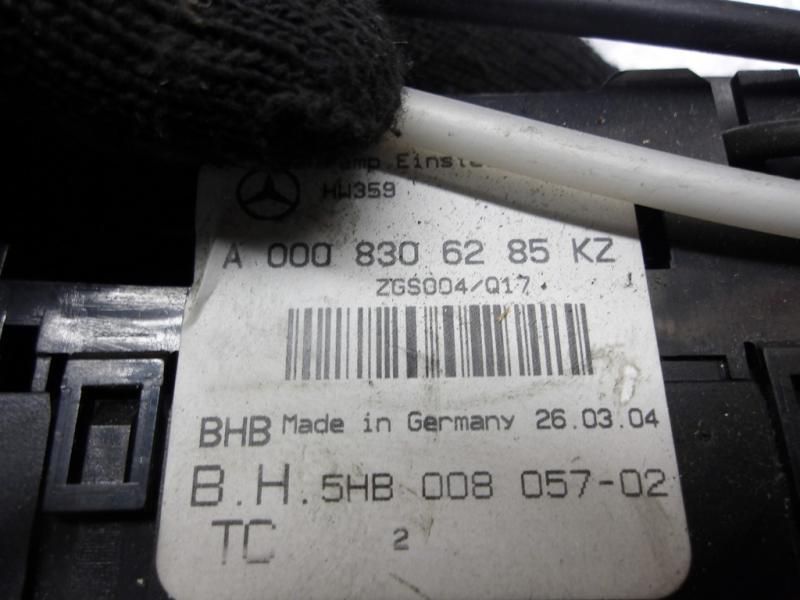 Einst
HW359
A 000 830 62 85 KZ
ZGS004/Q17
BHB Made in Germany 26.03.04
B.H. 5HB 008 057-02
TC 2